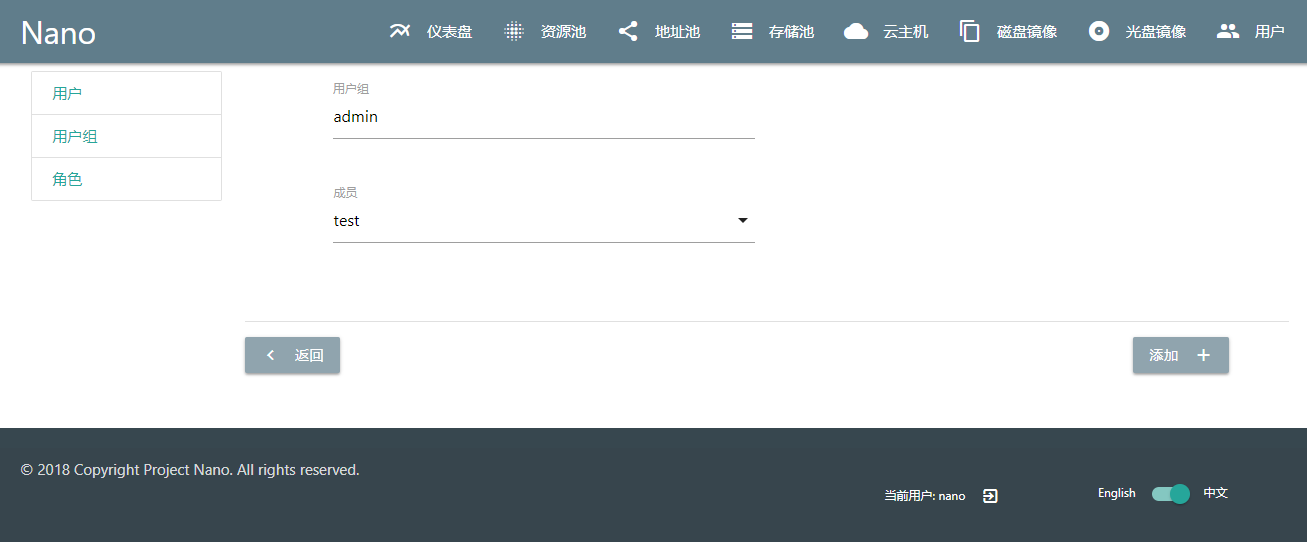 Nano
仪表盘 资源池 地址池 存储池 云主机 磁盘镜像 光盘镜像 用户
用户
用户组
角色
用户组
admin
成员
test
返回
添加
© 2018 Copyright Project Nano. All rights reserved.
当前用户: nano
English 中文